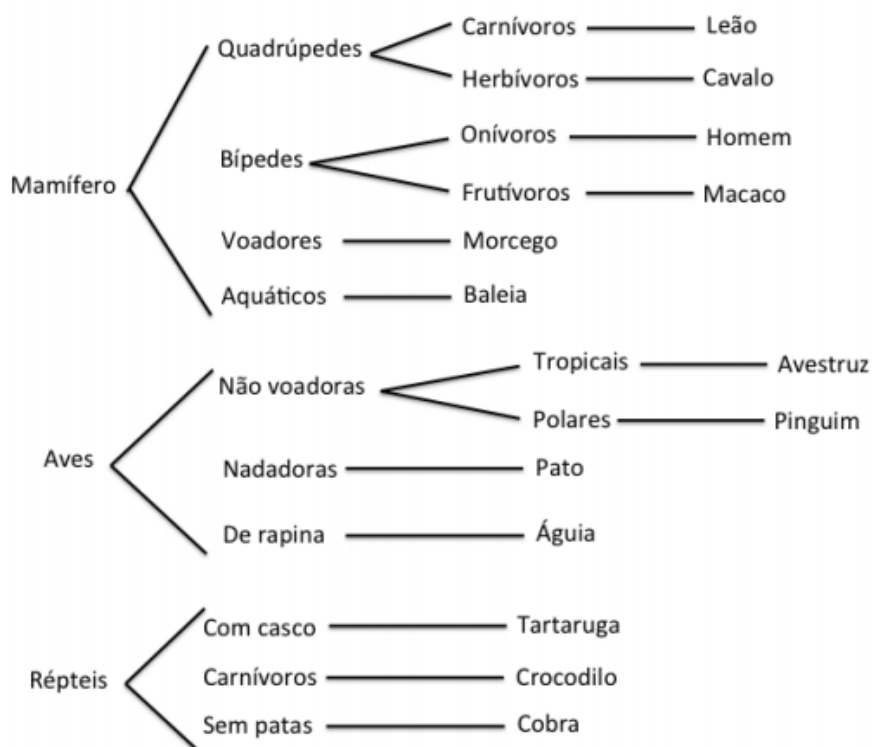 Carnívoros Leão
Quadrúpedes
Herbívoros Cavalo
Onívoros Homem
Bípedes
Mamífero
Frutívoros Macaco
Voadores Morcego
Aquáticos Baleia
Tropicais Avestruz
Não voadoras
Polares Pinguim
Aves
Nadadoras Pato
De rapina Águia
Com casco Tartaruga
Répteis Carnívoros Crocodilo
Sem patas Cobra